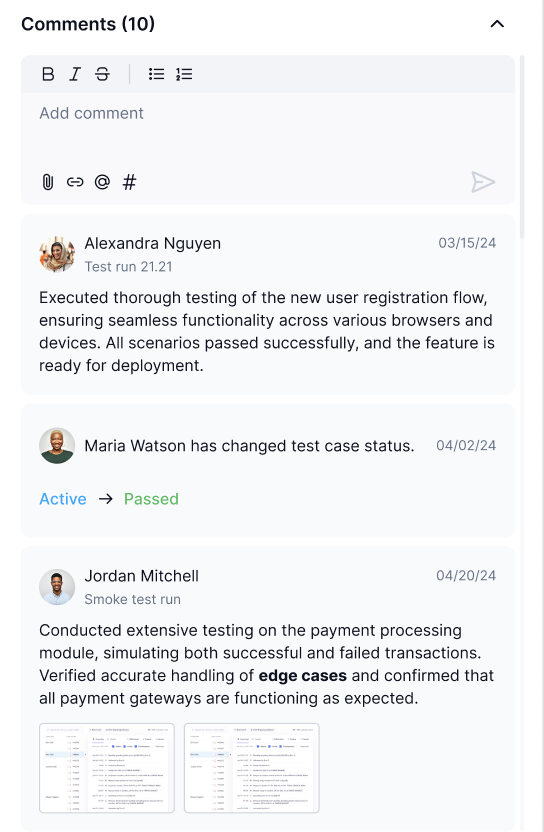 Comments (10)
B I S
Add comment
@ #
Alexandra Nguyen 03/15/24
Test run 21.21
Executed thorough testing of the new user registration flow,
ensuring seamless functionality across various browsers and
devices. All scenarios passed successfully, and the feature is
ready for deployment.
Maria Watson has changed test case status. 04/02/24
Active → Passed
Jordan Mitchell 04/20/24
Smoke test run
Conducted extensive testing on the payment processing
module, simulating both successful and failed transactions.
Verified accurate handling of edge cases and confirmed that
all payment gateways are functioning as expected.